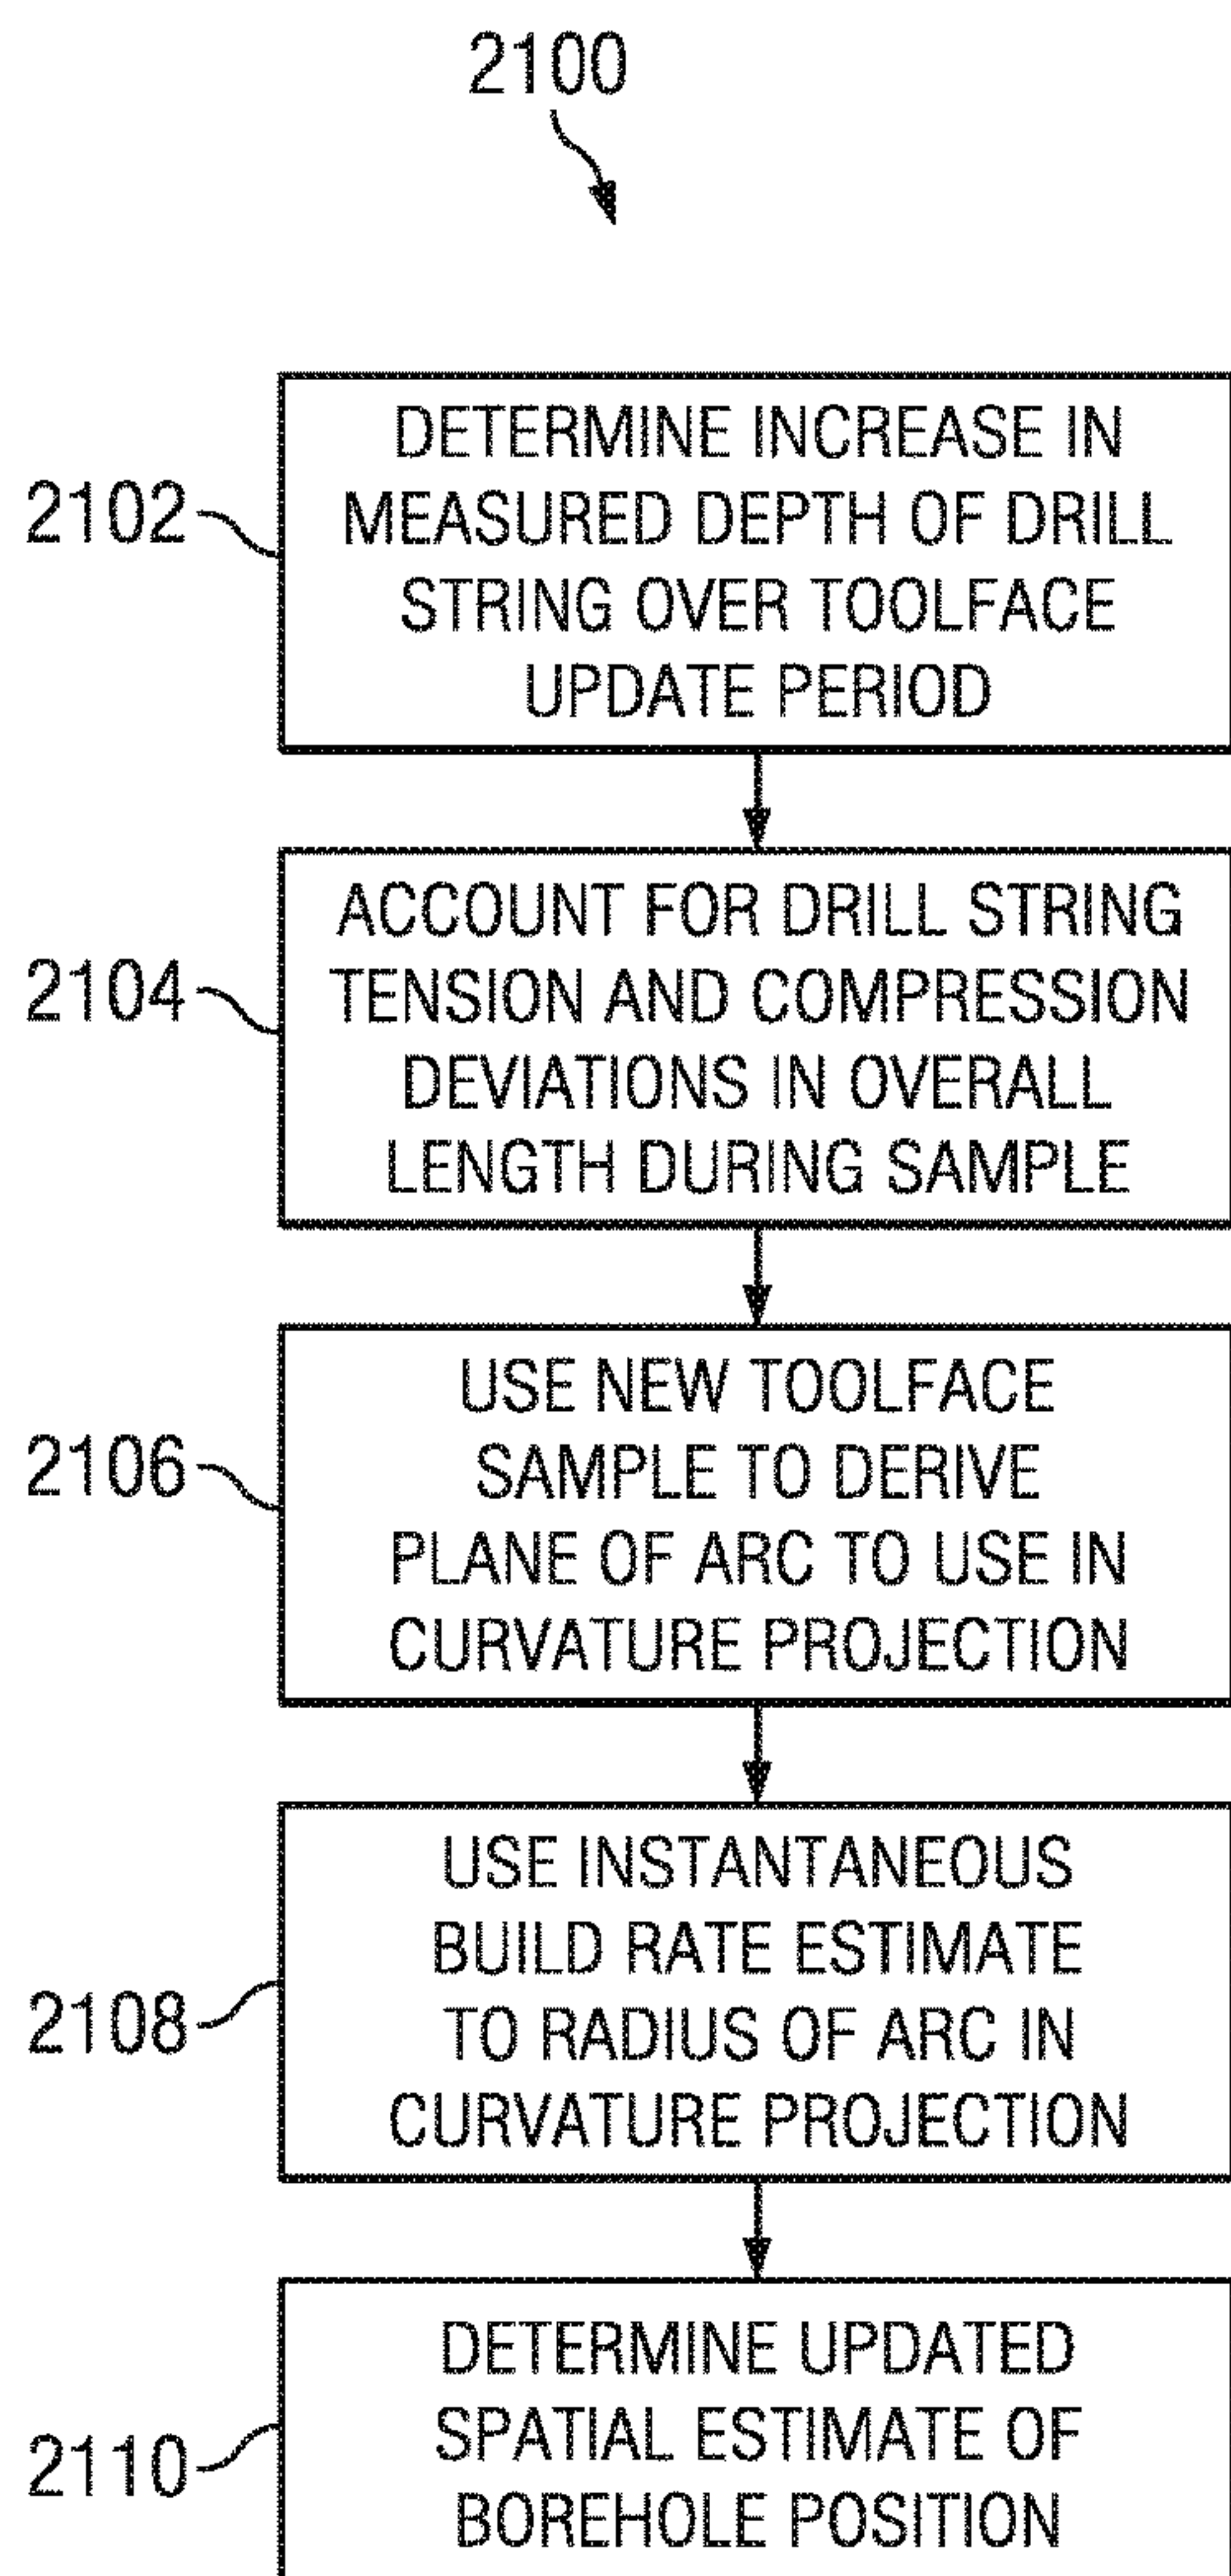 2100
2102
DETERMINE INCREASE IN
MEASURED DEPTH OF DRILL
STRING OVER TOOLFACE
UPDATE PERIOD
2104
ACCOUNT FOR DRILL STRING
TENSION AND COMPRESSION
DEVIATIONS IN OVERALL
LENGTH DURING SAMPLE
2106
USE NEW TOOLFACE
SAMPLE TO DERIVE
PLANE OF ARC TO USE IN
CURVATURE PROJECTION
2108
USE INSTANTANEOUS
BUILD RATE ESTIMATE
TO RADIUS OF ARC IN
CURVATURE PROJECTION
2110
DETERMINE UPDATED
SPATIAL ESTIMATE OF
BOREHOLE POSITION